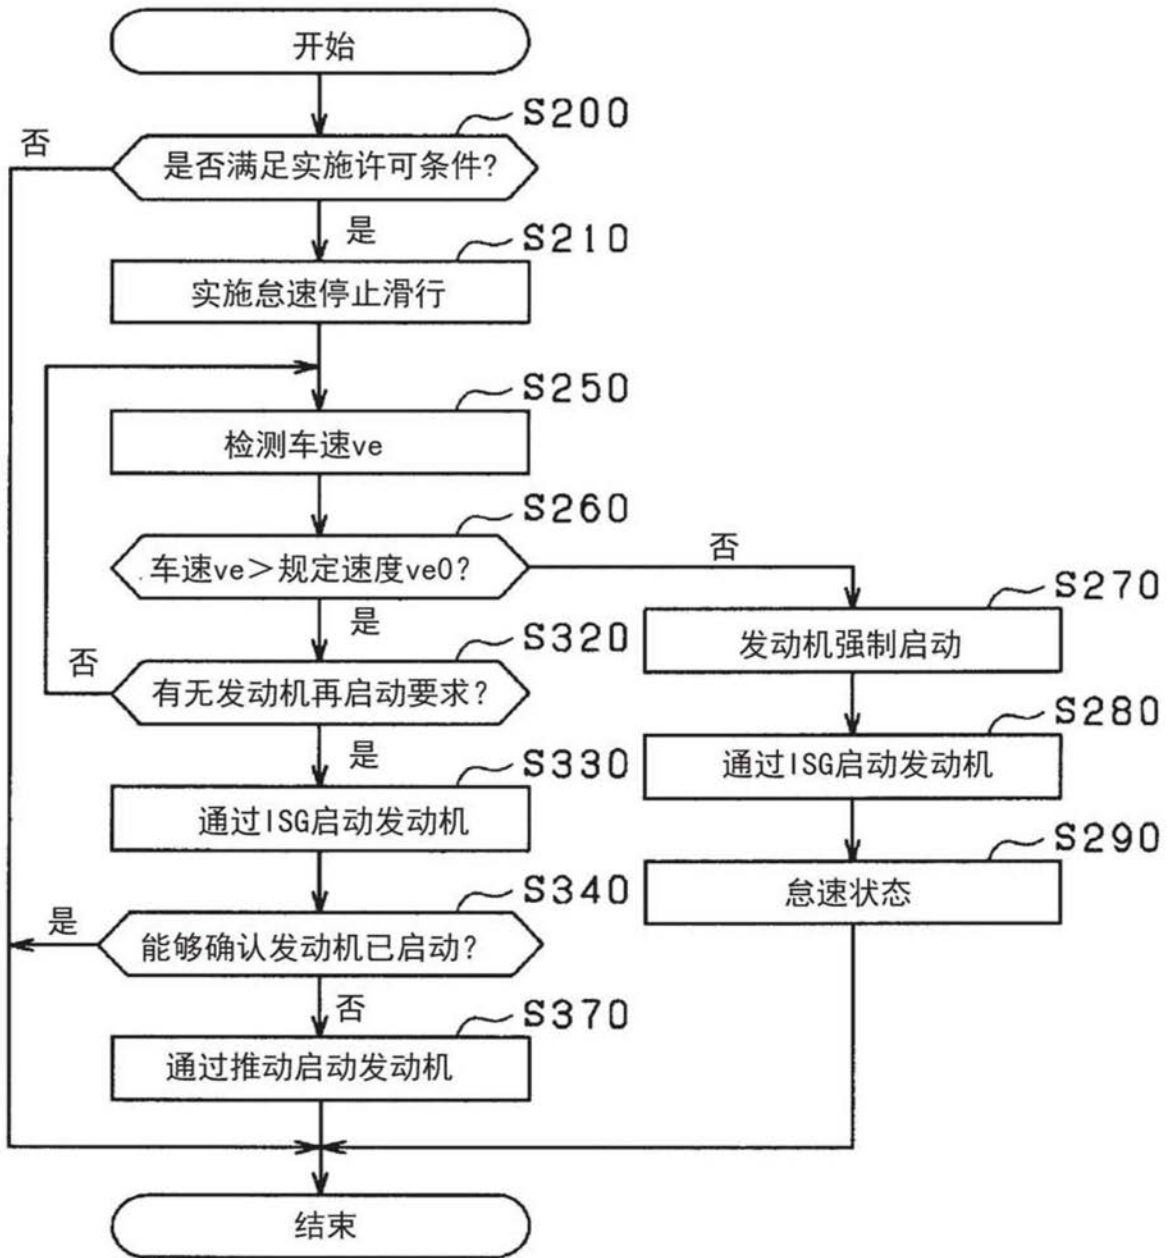 开始
S200
否
是否满足实施许可条件?
是
S210
实施怠速停止滑行
S250
检测车速ve
S260
车速ve＞规定速度ve0?
否
是
S270
发动机强制启动
S320
否
有无发动机再启动要求?
是
S280
通过ISG启动发动机
S330
通过ISG启动发动机
S290
怠速状态
S340
是
能够确认发动机已启动?
否
S370
通过推动启动发动机
结束